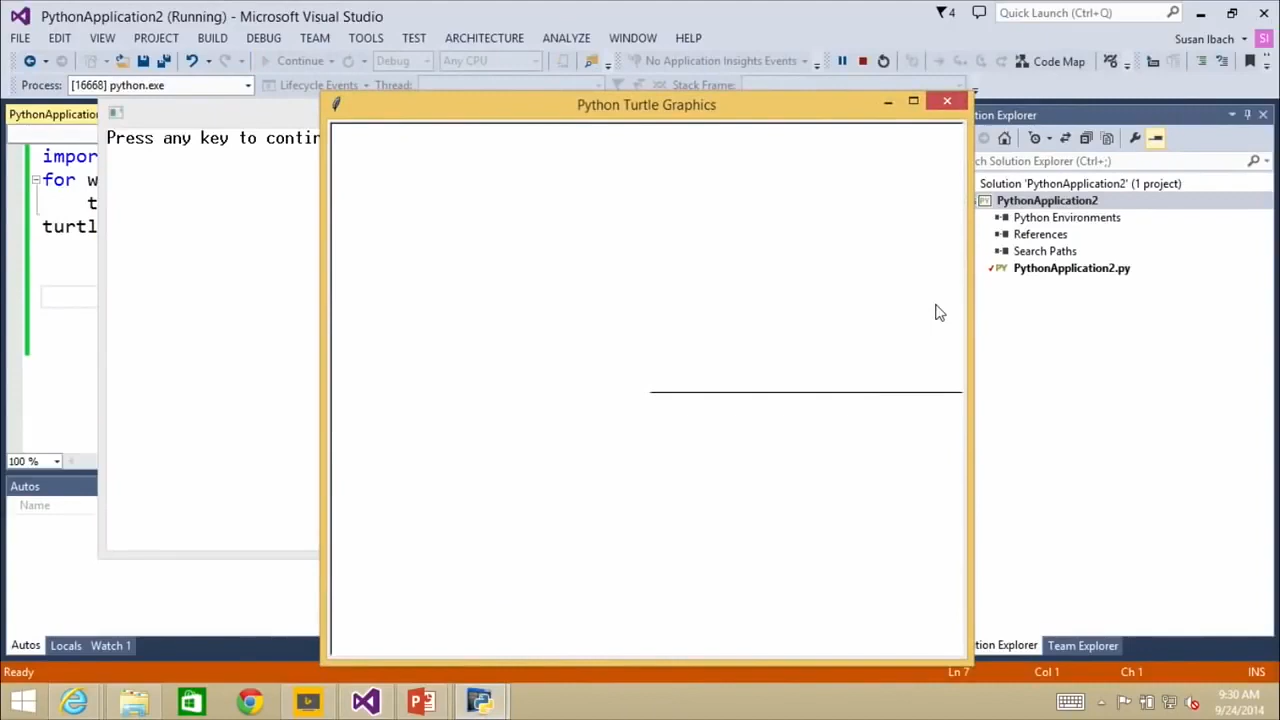 PythonApplication2 (Running) - Microsoft Visual Studio
4
Quick Launch (Ctrl+Q)
FILE EDIT VIEW PROJECT BUILD DEBUG TEAM TOOLS TEST ARCHITECTURE ANALYZE WINDOW HELP
Susan Ibach
SI
Continue
Debug
Any CPU
No Application Insights Events
Code Map
Process: [16668] python.exe
Lifecycle Events
Thread:
Stack Frame:
PythonApplication
Python Turtle Graphics
ion Explorer
Press any key to contin
impor
for w
t
turtl
ch Solution Explorer (Ctrl+;)
Solution 'PythonApplication2' (1 project)
PY PythonApplication2
Python Environments
References
Search Paths
PY PythonApplication2.py
100 %
Autos
Name
Autos Locals Watch 1
tion Explorer Team Explorer
Ready
Ln 7
Col 1
Ch 1
INS
9:30 AM
9/24/2014